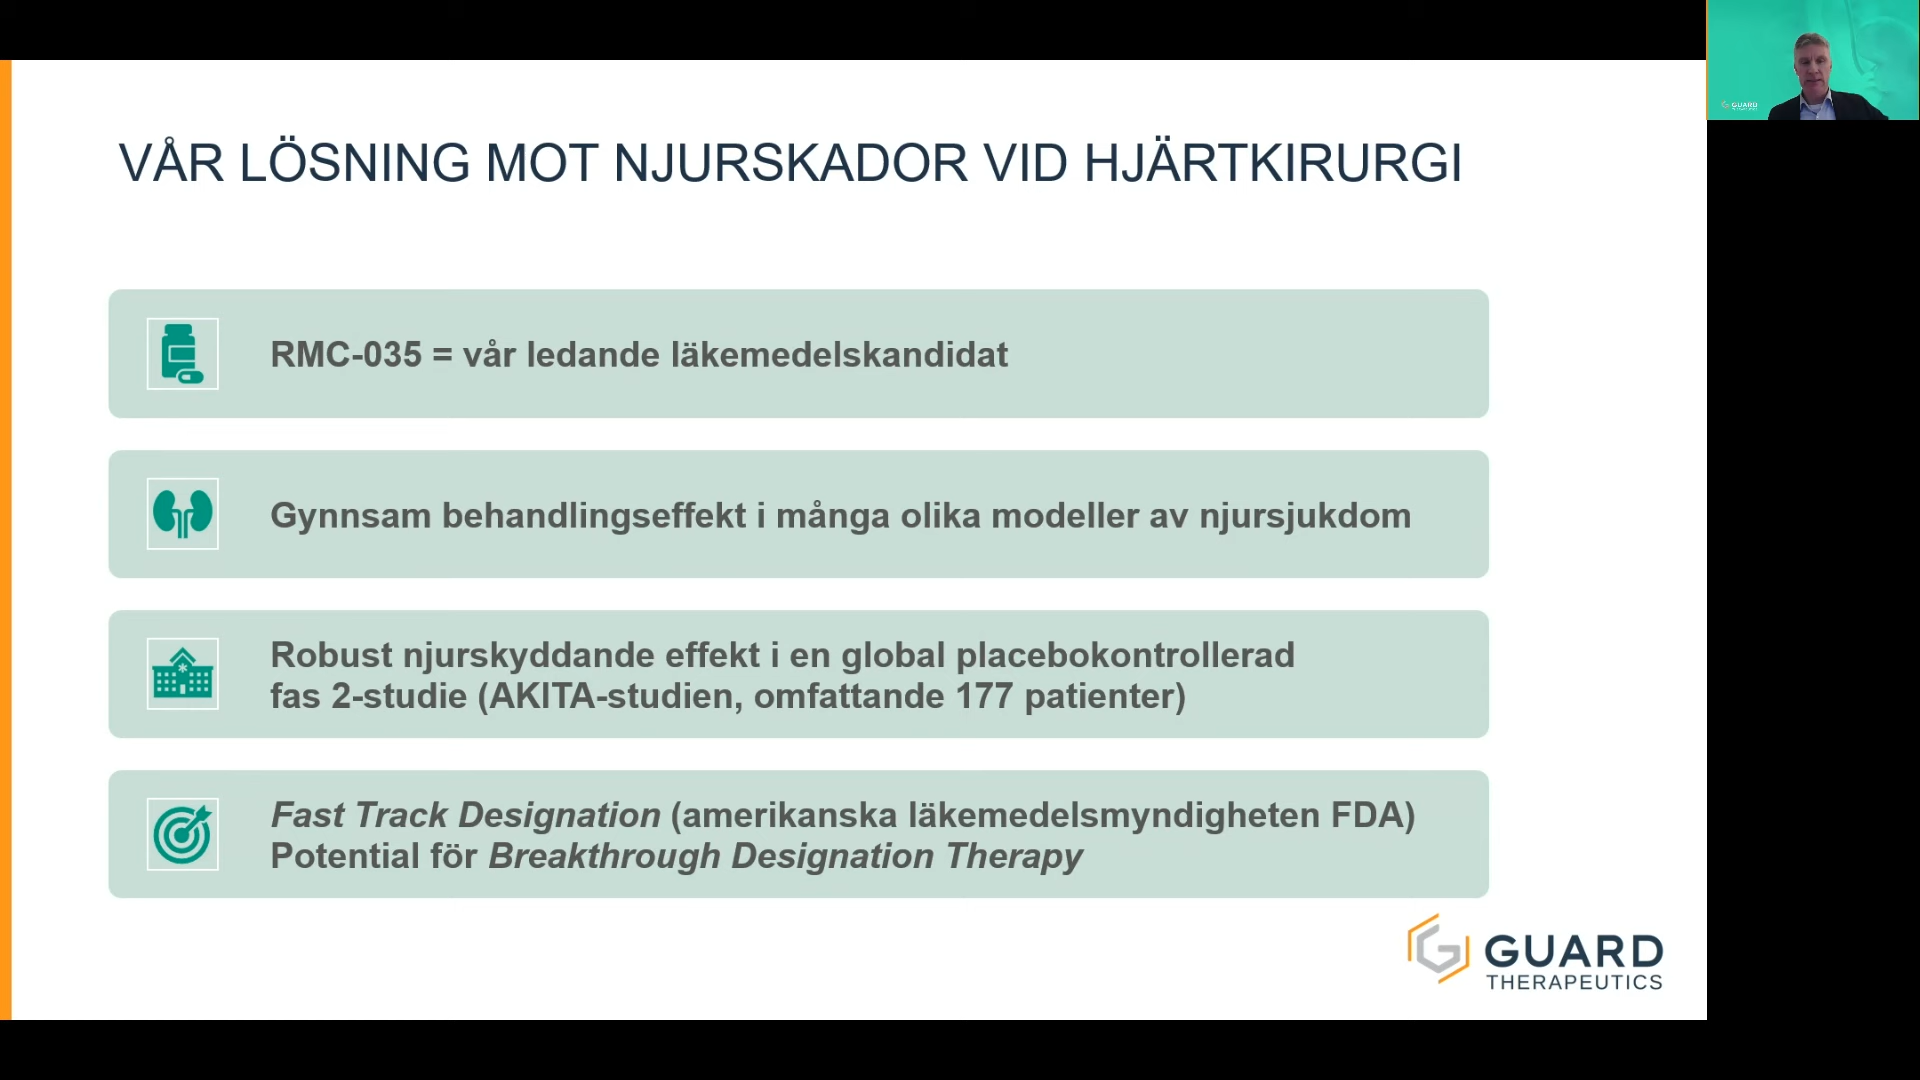 VÅR LÖSNING MOT NJURSKADOR VID HJÄRTKIRURGI
RMC-035 = vår ledande läkemedelskandidat
Gynnsam behandlingseffekt i många olika modeller av njursjukdom
Robust njurskyddande effekt i en global placebokontrollerad
fas 2-studie (AKITA-studien, omfattande 177 patienter)
Fast Track Designation (amerikanska läkemedelsmyndigheten FDA)
Potential för Breakthrough Designation Therapy
GUARD
THERAPEUTICS
GUARD